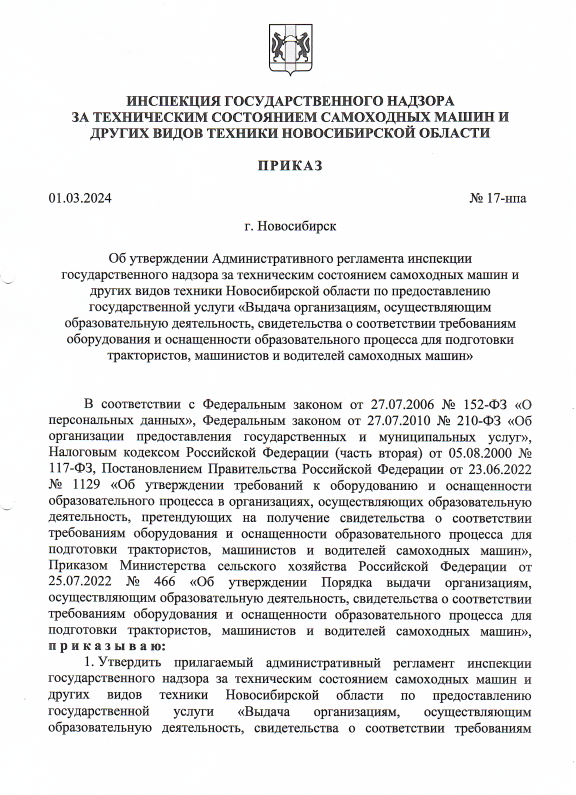 ИНСПЕКЦИЯ ГОСУДАРСТВЕННОГО НАДЗОРА
ЗА ТЕХНИЧЕСКИМ СОСТОЯНИЕМ САМОХОДНЫХ МАШИН И
ДРУГИХ ВИДОВ ТЕХНИКИ НОВОСИБИРСКОЙ ОБЛАСТИ
ПРИКАЗ
01.03.2024 № 17-нпа
г. Новосибирск
Об утверждении Административного регламента инспекции
государственного надзора за техническим состоянием самоходных машин и
других видов техники Новосибирской области по предоставлению
государственной услуги «Выдача организациям, осуществляющим
образовательную деятельность, свидетельства о соответствии требованиям
оборудования и оснащенности образовательного процесса для подготовки
трактористов, машинистов и водителей самоходных машин»
В соответствии с Федеральным законом от 27.07.2006 № 152-ФЗ «О
персональных данных», Федеральным законом от 27.07.2010 № 210-ФЗ «Об
организации предоставления государственных и муниципальных услуг»,
Налоговым кодексом Российской Федерации (часть вторая) от 05.08.2000 №
117-ФЗ, Постановлением Правительства Российской Федерации от 23.06.2022
№ 1129 «Об утверждении требований к оборудованию и оснащенности
образовательного процесса в организациях, осуществляющих образовательную
деятельность, претендующих на получение свидетельства о соответствии
требованиям оборудования и оснащенности образовательного процесса для
подготовки трактористов, машинистов и водителей самоходных машин»,
Приказом Министерства сельского хозяйства Российской Федерации от
25.07.2022 № 466 «Об утверждении Порядка выдачи организациям,
осуществляющим образовательную деятельность, свидетельства о соответствии
требованиям оборудования и оснащенности образовательного процесса для
подготовки трактористов, машинистов и водителей самоходных машин»,
п р и к а з ы в а ю:
1. Утвердить прилагаемый административный регламент инспекции
государственного надзора за техническим состоянием самоходных машин и
других видов техники Новосибирской области по предоставлению
государственной услуги «Выдача организациям, осуществляющим
образовательную деятельность, свидетельства о соответствии требованиям